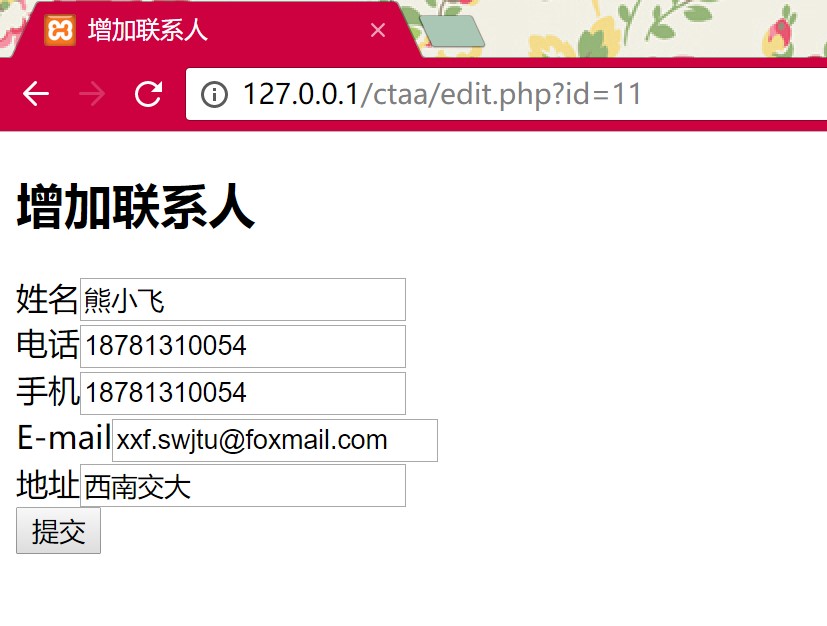 增加联系人
127.0.0.1/ctaa/edit.php?id=11
增加联系人
姓名 熊小飞
电话 18781310054
手机 18781310054
E-mail xxf.swjtu@foxmail.com
地址 西南交大
提交